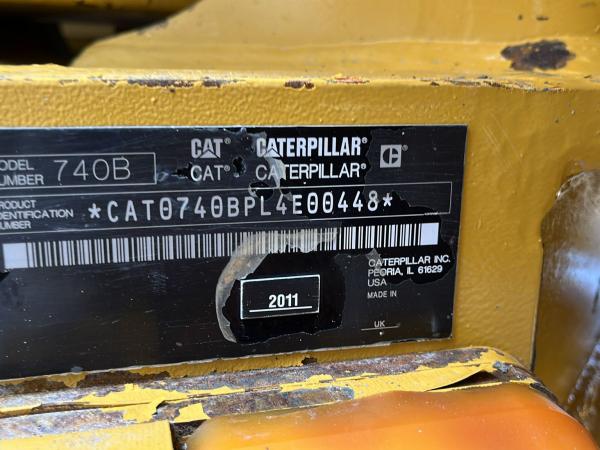 MODEL NUMBER 740B
CAT® CATERPILLAR®
CAT® CATERPILLAR®
PRODUCT IDENTIFICATION NUMBER *CAT0740BPL4E00448*
CATERPILLAR INC.
PEORIA, IL 61629
USA
MADE IN
2011
UK